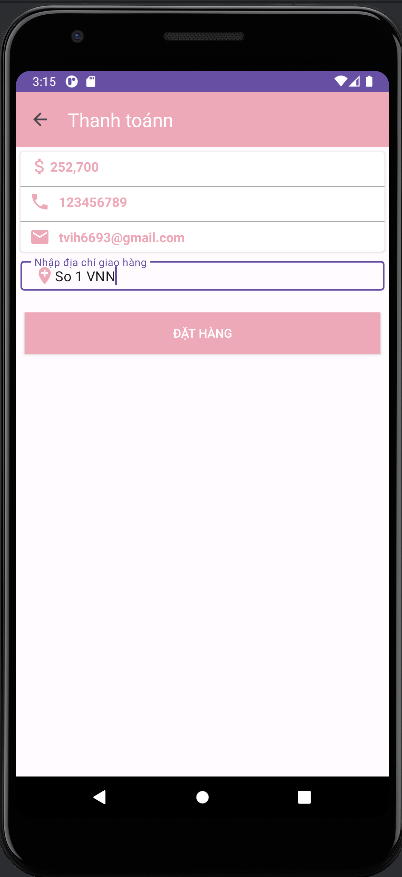 3:15
Thanh toánn
252,700
123456789
tvih6693@gmail.com
Nhập địa chỉ giao hàng
So 1 VNN
ĐẶT HÀNG